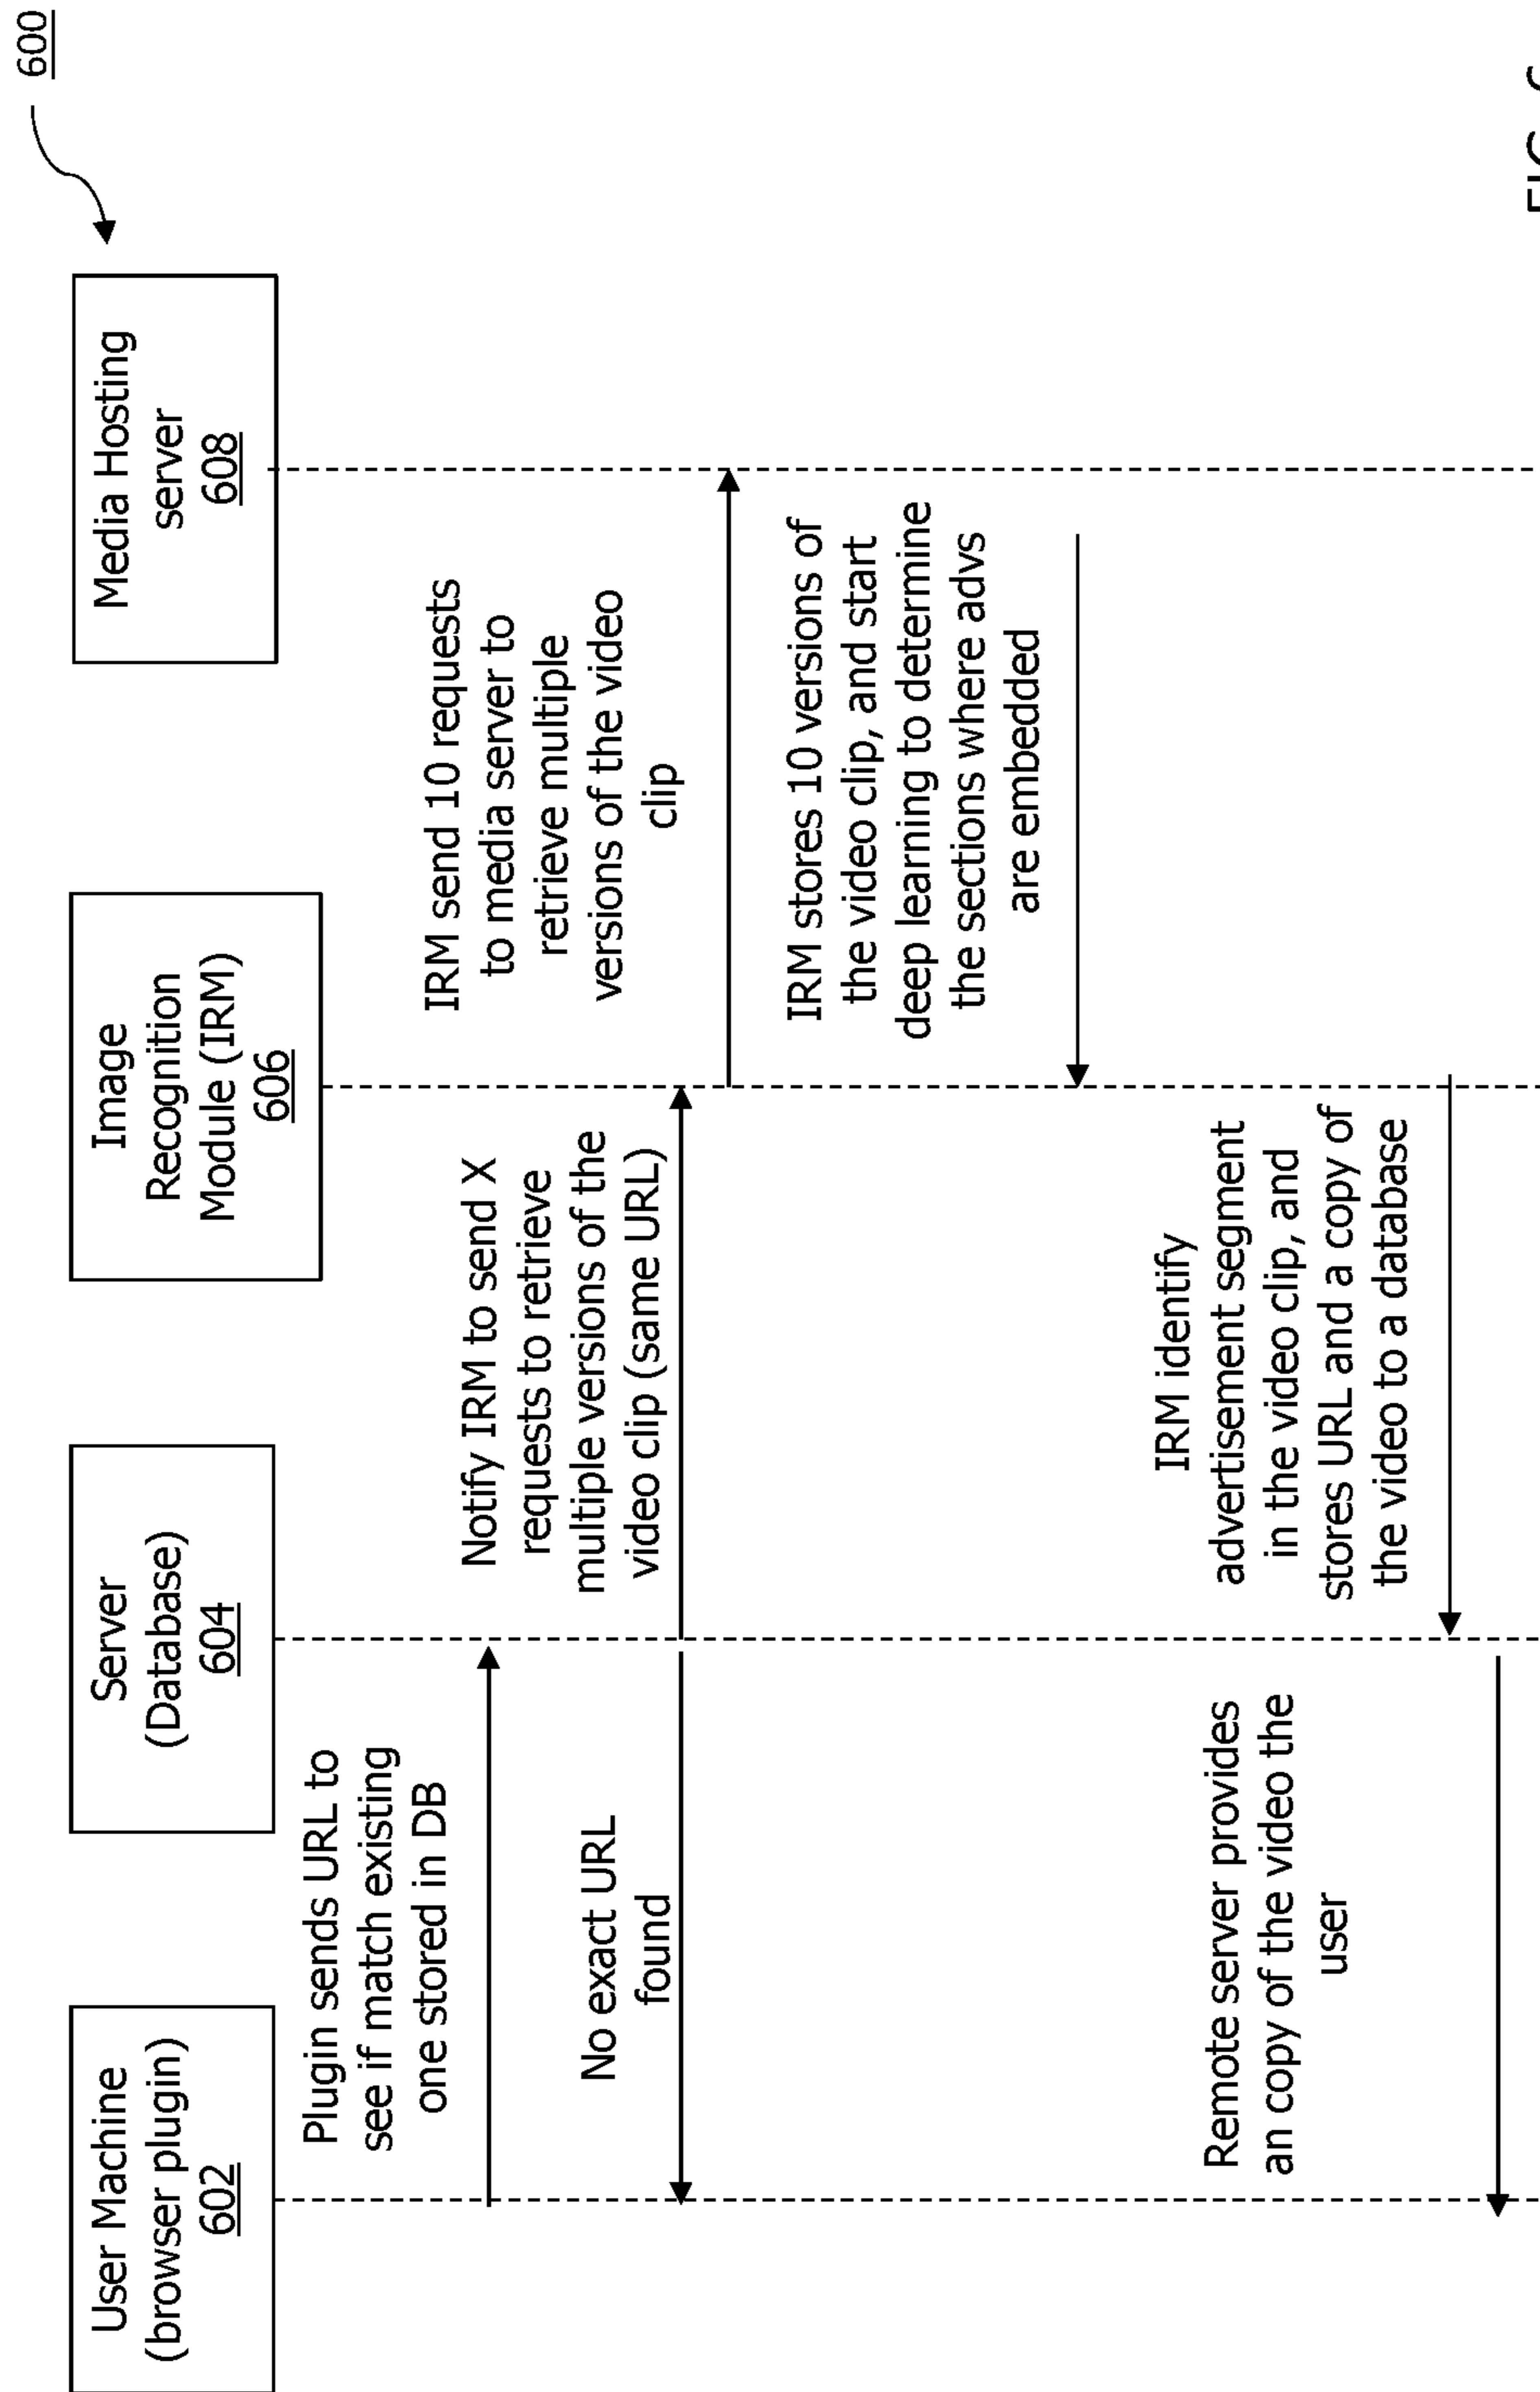 600
User Machine
(browser plugin)
602
Server
(Database)
604
Image
Recognition
Module (IRM)
606
Media Hosting
server
608
Plugin sends URL to
see if match existing
one stored in DB
No exact URL
found
Notify IRM to send X
requests to retrieve
multiple versions of the
video clip (same URL)
IRM send 10 requests
to media server to
retrieve multiple
versions of the video
clip
IRM stores 10 versions of
the video clip, and start
deep learning to determine
the sections where advs
are embedded
IRM identify
advertisement segment
in the video clip, and
stores URL and a copy of
the video to a database
Remote server provides
an copy of the video the
user